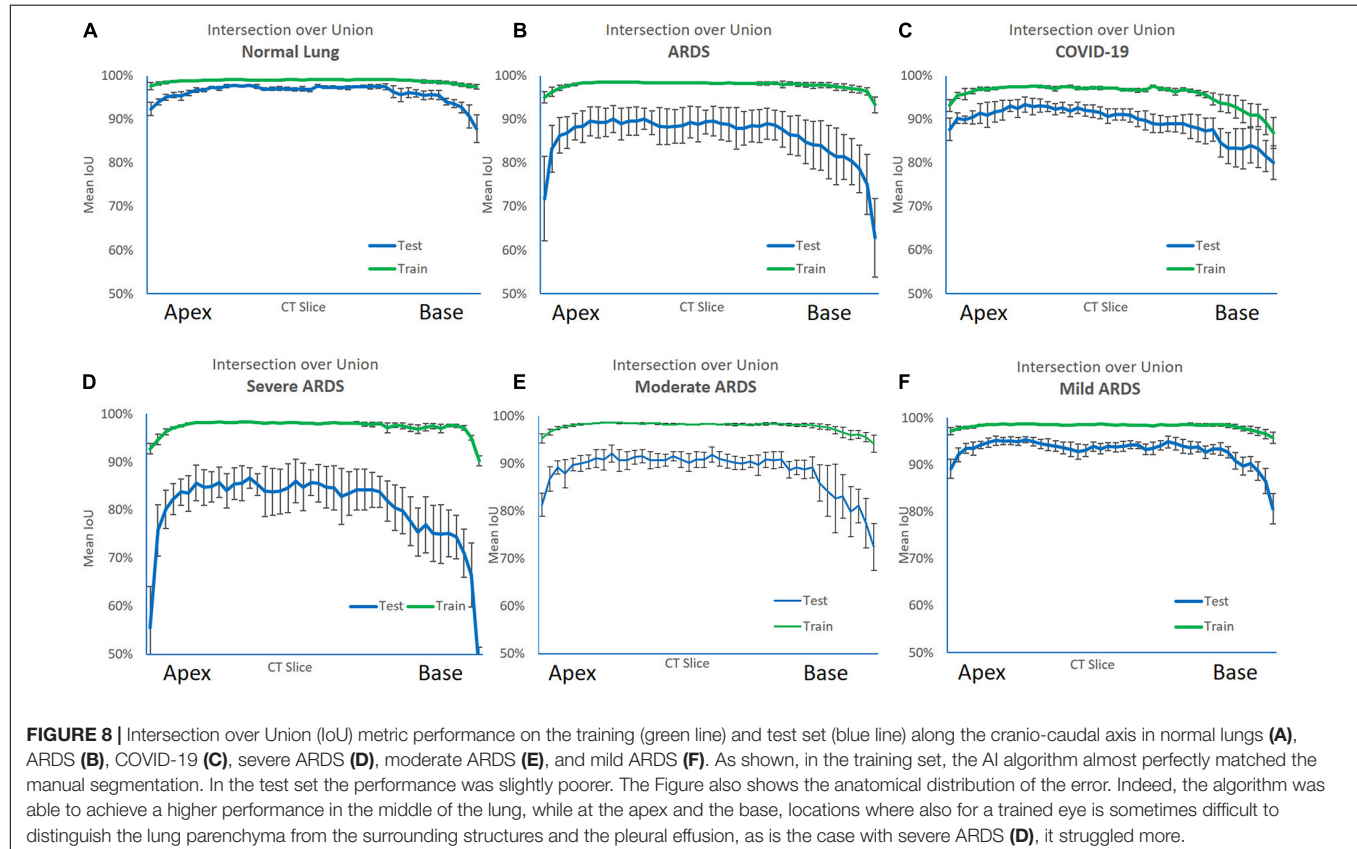 A
Intersection over Union
Normal Lung
100%
90%
80%
70%
60%
50%
Mean IoU
Test
Train
Apex
CT Slice
Base
B
Intersection over Union
ARDS
100%
90%
80%
70%
60%
50%
Mean IoU
Test
Train
Apex
CT Slice
Base
C
Intersection over Union
COVID-19
100%
90%
80%
70%
60%
50%
Mean IoU
Test
Train
Apex
CT Slice
Base
D
Intersection over Union
Severe ARDS
100%
90%
80%
70%
60%
50%
Mean IoU
Test Train
Apex
CT Slice
Base
E
Intersection over Union
Moderate ARDS
100%
90%
80%
70%
60%
50%
Mean IoU
Test
Train
Apex
CT Slice
Base
F
Intersection over Union
Mild ARDS
100%
90%
80%
70%
60%
50%
Mean IoU
Test
Train
Apex
CT Slice
Base
FIGURE 8 | Intersection over Union (IoU) metric performance on the training (green line) and test set (blue line) along the cranio-caudal axis in normal lungs (A),
ARDS (B), COVID-19 (C), severe ARDS (D), moderate ARDS (E), and mild ARDS (F). As shown, in the training set, the AI algorithm almost perfectly matched the
manual segmentation. In the test set the performance was slightly poorer. The Figure also shows the anatomical distribution of the error. Indeed, the algorithm was
able to achieve a higher performance in the middle of the lung, while at the apex and the base, locations where also for a trained eye is sometimes difficult to
distinguish the lung parenchyma from the surrounding structures and the pleural effusion, as is the case with severe ARDS (D), it struggled more.